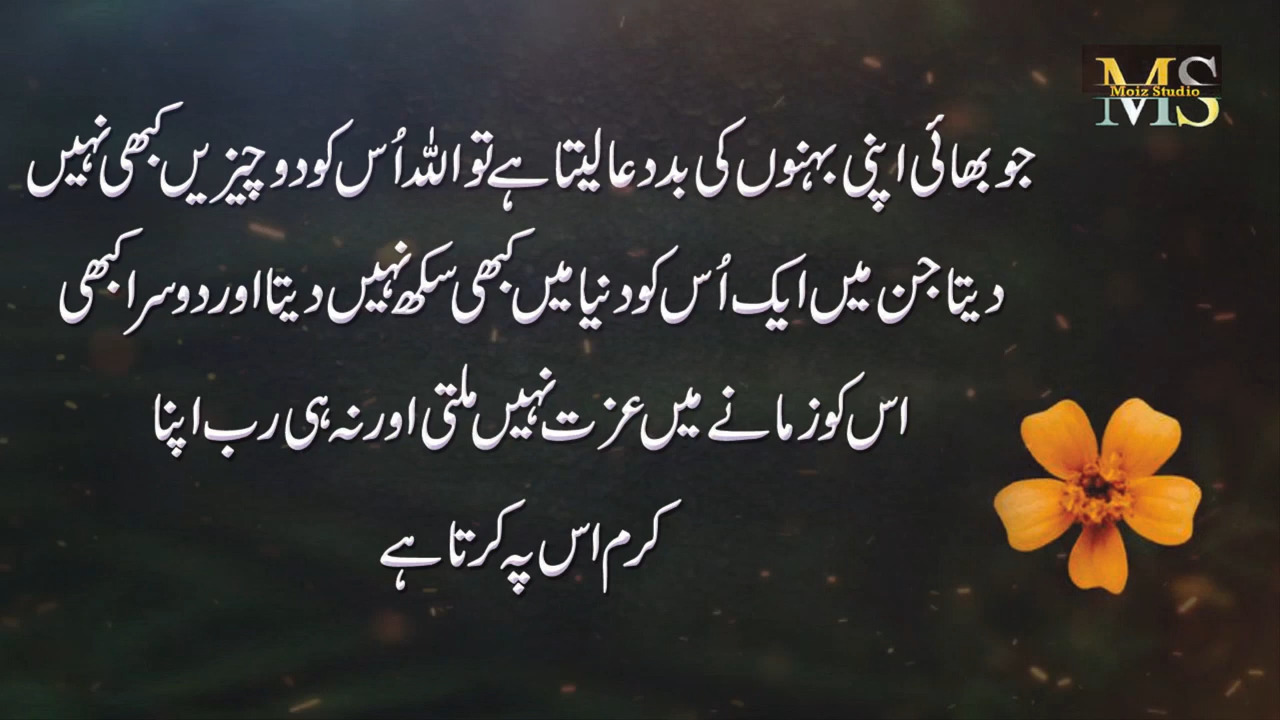 MS
Moiz Studio
جو بھائی اپنی بہنوں کی بددعا لیتا ہے تو اللہ اُس کو دو چیزیں کبھی نہیں
دیتا جن میں ایک اُس کو دنیا میں کبھی سکھ نہیں دیتا اور دوسرا کبھی
اس کو زمانے میں عزت نہیں ملتی اور نہ ہی رب اپنا
کرم اس پہ کرتا ہے